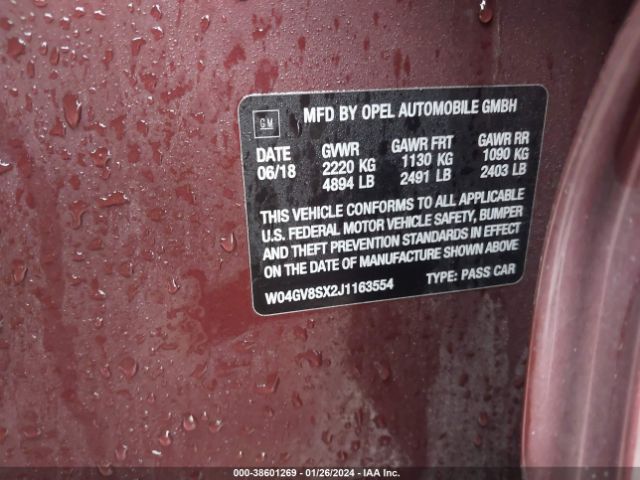 GM
MFD BY OPEL AUTOMOBILE GMBH
DATE GVWR GAWR FRT GAWR RR
06/18 2220 KG 1130 KG 1090 KG
4894 LB 2491 LB 2403 LB
THIS VEHICLE CONFORMS TO ALL APPLICABLE
U.S. FEDERAL MOTOR VEHICLE SAFETY, BUMPER
AND THEFT PREVENTION STANDARDS IN EFFECT
ON THE DATE OF MANUFACTURE SHOWN ABOVE
W04GV8SX2J1163554 TYPE: PASS CAR
000-38601269 - 01/26/2024 - IAA Inc.